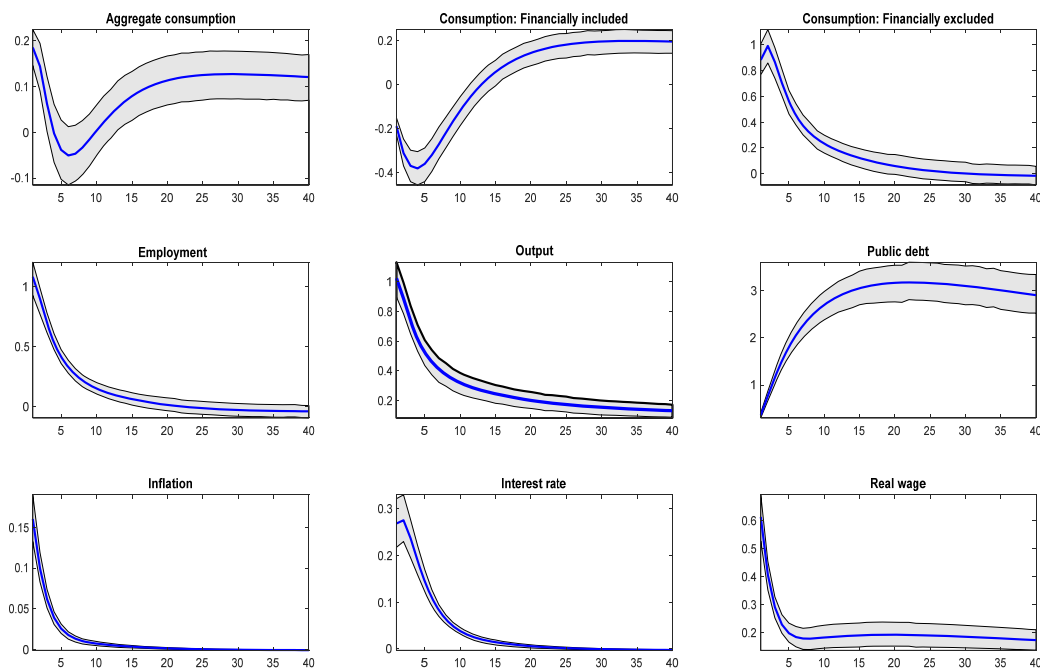 Aggregate consumption
0.2
0.1
0
-0.1
5 10 15 20 25 30 35 40
Consumption: Financially included
0.2
0
-0.2
-0.4
5 10 15 20 25 30 35 40
Consumption: Financially excluded
1
0.8
0.6
0.4
0.2
0
5 10 15 20 25 30 35 40
Employment
1
0.5
0
5 10 15 20 25 30 35 40
Output
1
0.8
0.6
0.4
0.2
5 10 15 20 25 30 35 40
Public debt
3
2
1
5 10 15 20 25 30 35 40
Inflation
0.15
0.1
0.05
0
5 10 15 20 25 30 35 40
Interest rate
0.3
0.2
0.1
0
5 10 15 20 25 30 35 40
Real wage
0.6
0.5
0.4
0.3
0.2
5 10 15 20 25 30 35 40